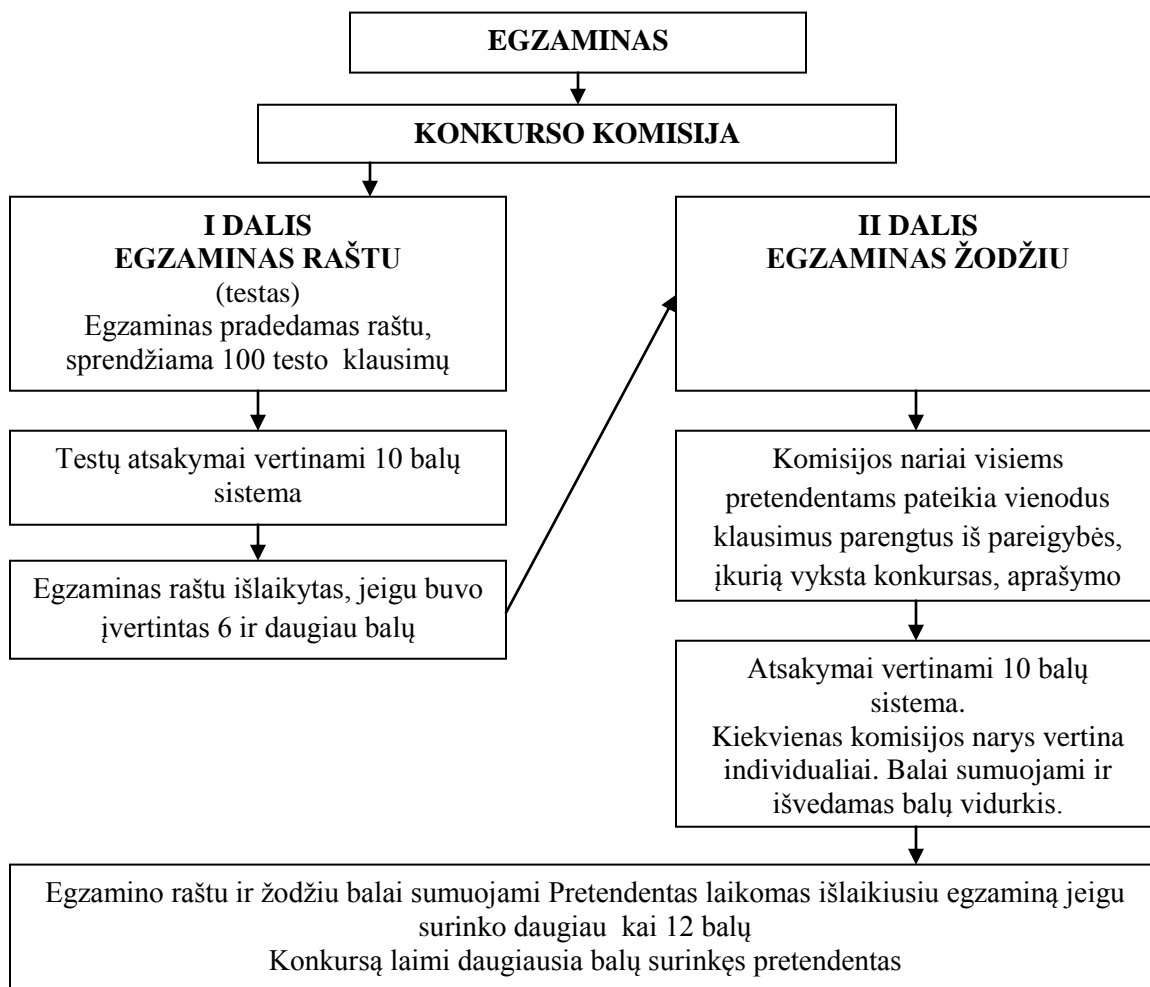 EGZAMINAS
KONKURSO KOMISIJA
I DALIS
EGZAMINAS RAŠTU
(testas)
Egzaminas pradedamas raštu,
sprendžiama 100 testo klausimų
Testų atsakymai vertinami 10 balų
sistema
Egzaminas raštu išlaikytas, jeigu buvo
įvertintas 6 ir daugiau balų
II DALIS
EGZAMINAS ŽODŽIU
Komisijos nariai visiems
pretendentams pateikia vienodus
klausimus parengtus iš pareigybės,
įkurią vyksta konkursas, aprašymo
Atsakymai vertinami 10 balų
sistema.
Kiekvienas komisijos narys vertina
individualiai. Balai sumuojami ir
išvedamas balų vidurkis.
Egzamino raštu ir žodžiu balai sumuojami Pretendentas laikomas išlaikiusiu egzaminą jeigu
surinko daugiau kai 12 balų
Konkursą laimi daugiausia balų surinkęs pretendentas